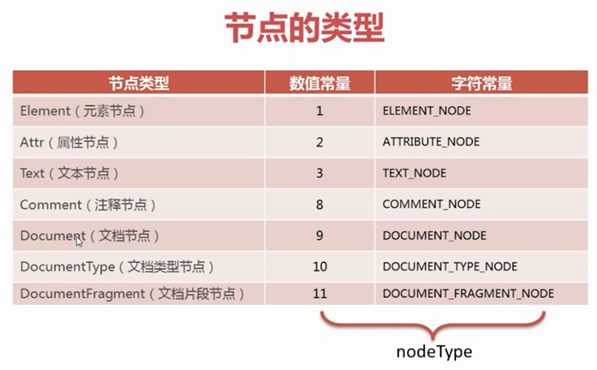 节点的类型
节点类型 数值常量 字符常量
Element（元素节点） 1 ELEMENT_NODE
Attr（属性节点） 2 ATTRIBUTE_NODE
Text（文本节点） 3 TEXT_NODE
Comment（注释节点） 8 COMMENT_NODE
Document（文档节点） 9 DOCUMENT_NODE
DocumentType（文档类型节点） 10 DOCUMENT_TYPE_NODE
DocumentFragment（文档片段节点） 11 DOCUMENT_FRAGMENT_NODE
nodeType